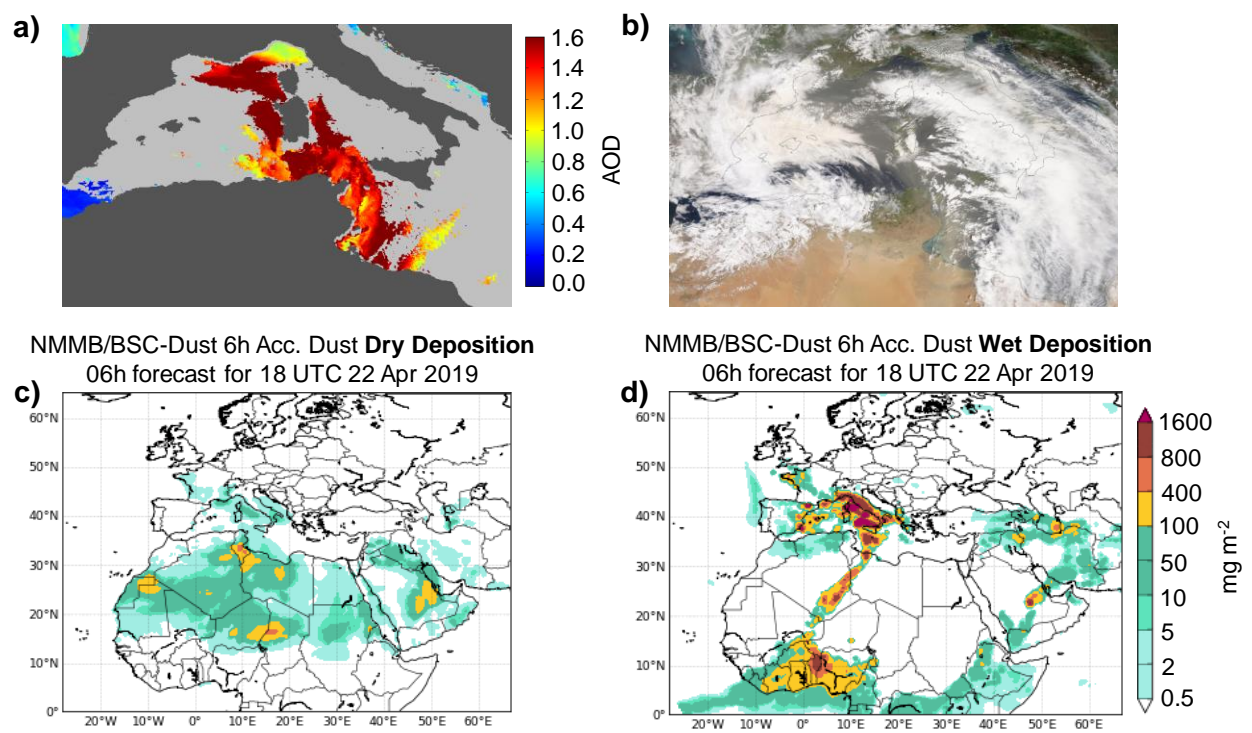 a)
1.6
1.4
1.2
1.0
0.8
0.6
0.4
0.2
0.0
AOD
b)
NMMB/BSC-Dust 6h Acc. Dust Dry Deposition
06h forecast for 18 UTC 22 Apr 2019
c)
60°N
50°N
40°N
30°N
20°N
10°N
0°
20°W 10°W 0° 10°E 20°E 30°E 40°E 50°E 60°E
NMMB/BSC-Dust 6h Acc. Dust Wet Deposition
06h forecast for 18 UTC 22 Apr 2019
d)
60°N
50°N
40°N
30°N
20°N
10°N
0°
20°W 10°W 0° 10°E 20°E 30°E 40°E 50°E 60°E
1600
800
400
100
50
10
5
2
0.5
mg m⁻²